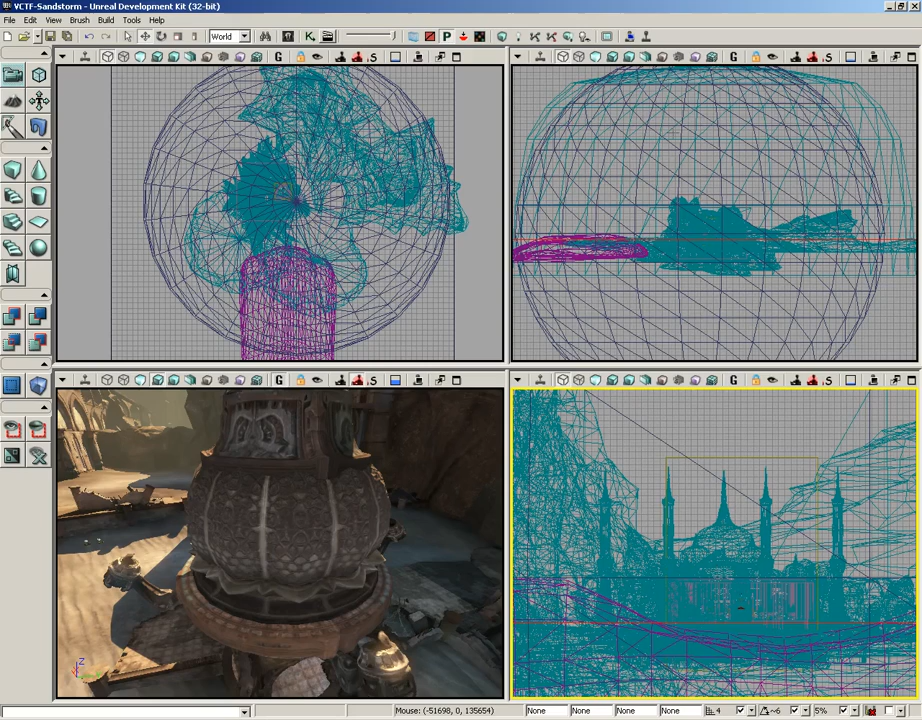 VCTF-Sandstorm - Unreal Development Kit (32-bit)
File Edit View Brush Build Tools Help
World
P
G S G S
G S G S
Z
Mouse: (-51698, 0, 135654) None None None None 4 ~6 5%